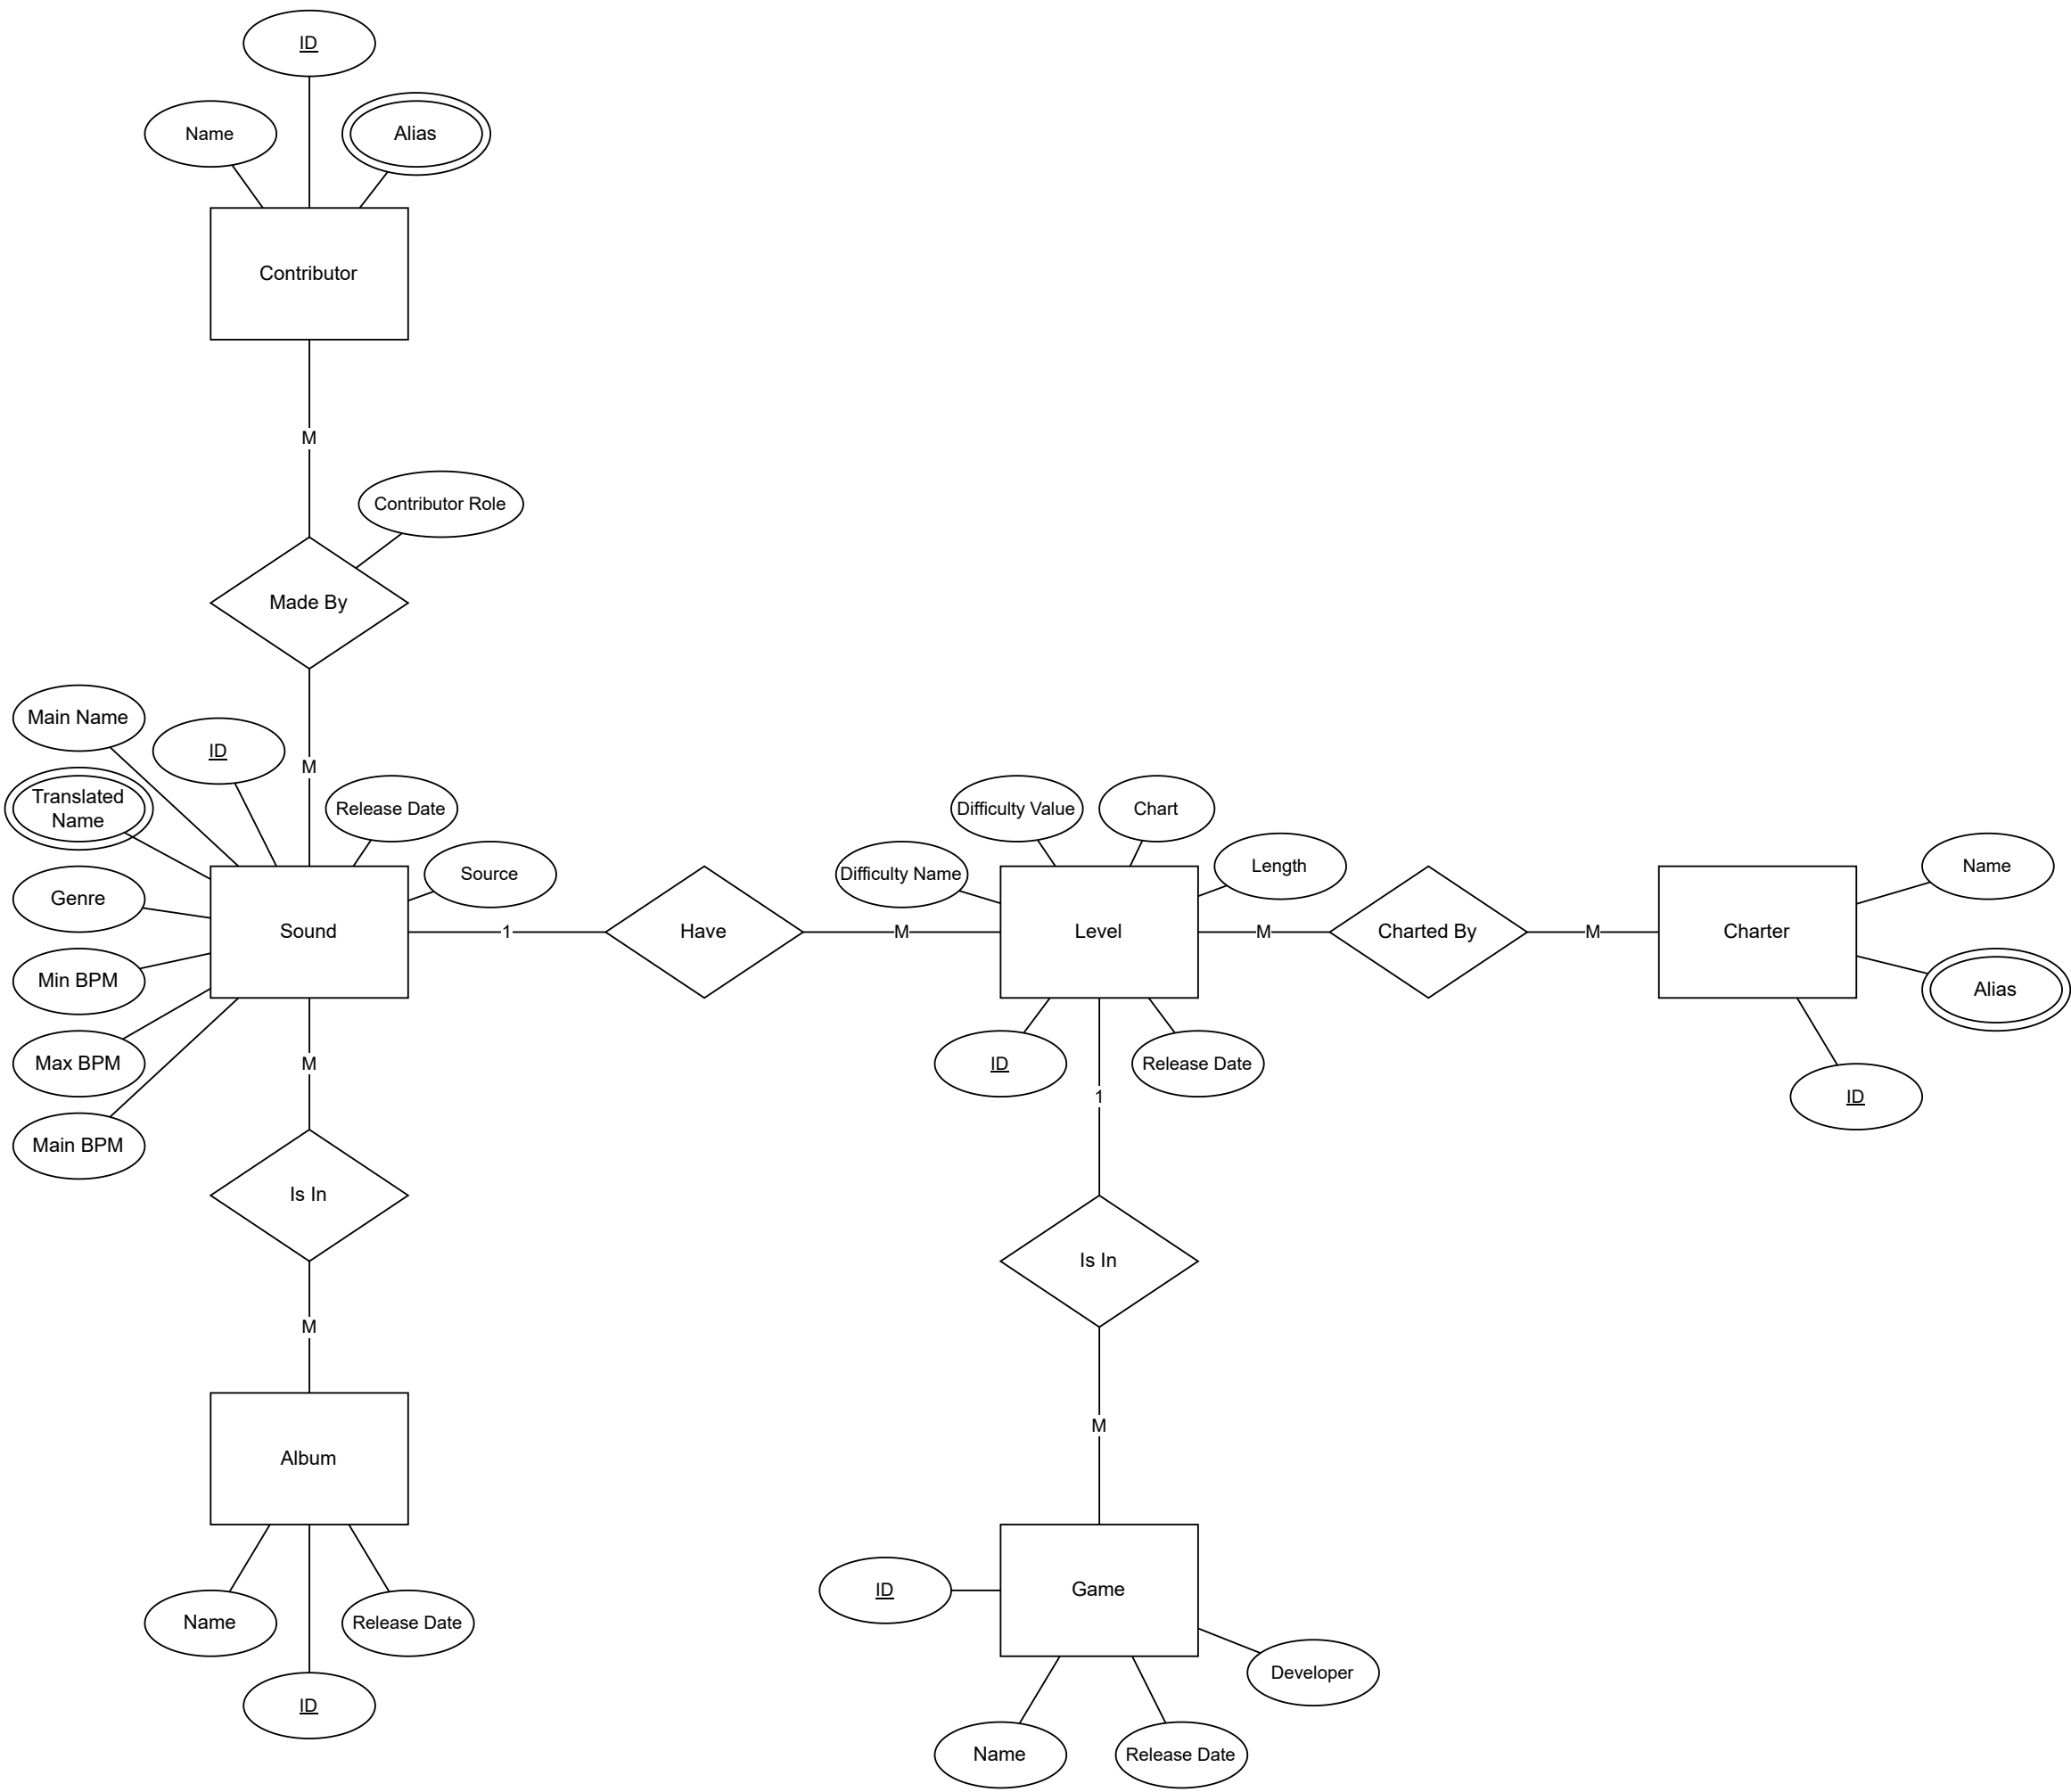 ID
Name
Alias
Contributor
M
Contributor Role
Made By
M
Main Name
ID
Translated
Name
Release Date
Source
Genre
Sound
Min BPM
Max BPM
Main BPM
1
Have
M
Difficulty Value
Chart
Difficulty Name
Length
Level
ID
Release Date
M
Charted By
M
Charter
Name
Alias
ID
M
Is In
M
Album
Name
Release Date
ID
1
Is In
M
ID
Game
Developer
Name
Release Date